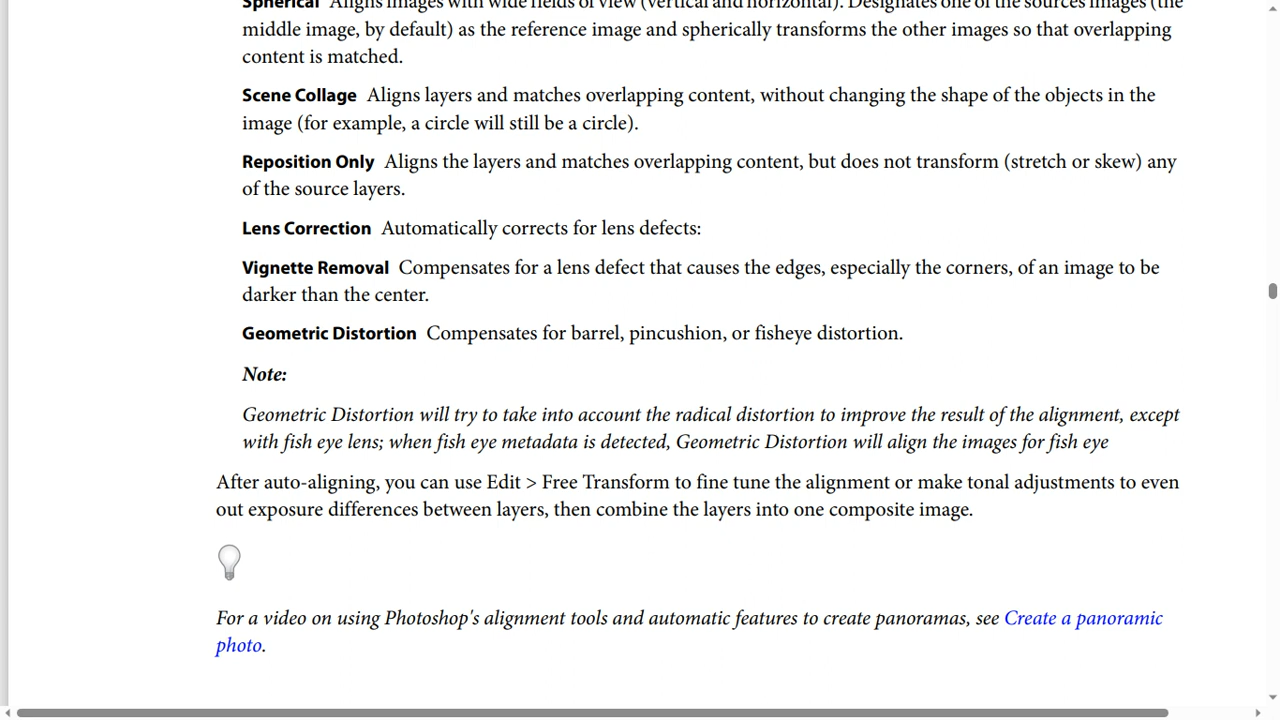 Spherical Aligns images with wide fields of view (vertical and horizontal). Designates one of the sources images (the
middle image, by default) as the reference image and spherically transforms the other images so that overlapping
content is matched.
Scene Collage Aligns layers and matches overlapping content, without changing the shape of the objects in the
image (for example, a circle will still be a circle).
Reposition Only Aligns the layers and matches overlapping content, but does not transform (stretch or skew) any
of the source layers.
Lens Correction Automatically corrects for lens defects:
Vignette Removal Compensates for a lens defect that causes the edges, especially the corners, of an image to be
darker than the center.
Geometric Distortion Compensates for barrel, pincushion, or fisheye distortion.
Note:
Geometric Distortion will try to take into account the radical distortion to improve the result of the alignment, except
with fish eye lens; when fish eye metadata is detected, Geometric Distortion will align the images for fish eye
After auto-aligning, you can use Edit > Free Transform to fine tune the alignment or make tonal adjustments to even
out exposure differences between layers, then combine the layers into one composite image.
For a video on using Photoshop's alignment tools and automatic features to create panoramas, see Create a panoramic
photo.